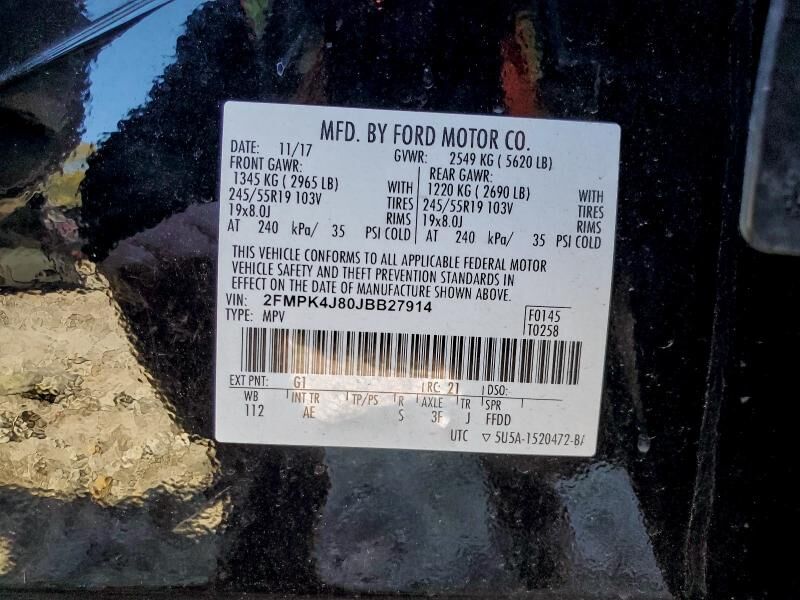 MFD. BY FORD MOTOR CO.
DATE: 11/17 GVWR: 2549 KG ( 5620 LB)
FRONT GAWR: REAR GAWR:
1345 KG ( 2965 LB) WITH 1220 KG ( 2690 LB) WITH
245/55R19 103V TIRES 245/55R19 103V TIRES
19x8.0J RIMS 19x8.0J RIMS
AT 240 kPa/ 35 PSI COLD AT 240 kPa/ 35 PSI COLD
THIS VEHICLE CONFORMS TO ALL APPLICABLE FEDERAL MOTOR
VEHICLE SAFETY AND THEFT PREVENTION STANDARDS IN
EFFECT ON THE DATE OF MANUFACTURE SHOWN ABOVE.
VIN: 2FMPK4J80JBB27914 F0145
TYPE: MPV T0258
EXT PNT: G1 RC: 21 DSO:
WB INT TR TP/PS R AXLE TR SPR
112 AE S 3E J FFDD
UTC ▽ 5U5A-1520472-BA